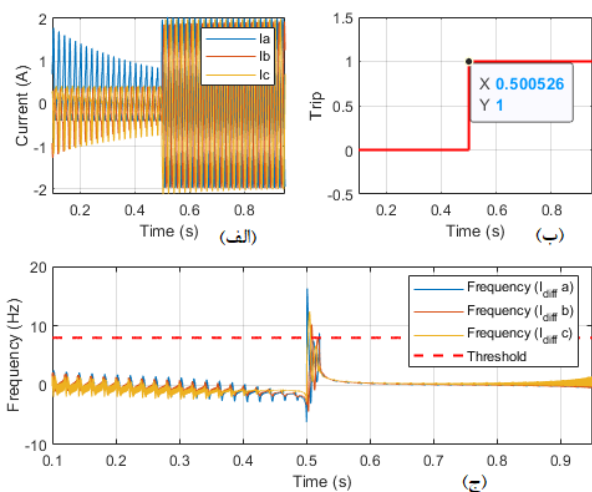 Current (A)
2
1
0
-1
-2
Ia
Ib
Ic
0.2 0.4 0.6 0.8
Time (s)
(الف)
Trip
1.5
1
0.5
0
-0.5
X 0.500526
Y 1
0.2 0.4 0.6 0.8
Time (s)
(ب)
Frequency (Hz)
20
10
0
-10
Frequency (I_diff a)
Frequency (I_diff b)
Frequency (I_diff c)
Threshold
0.1 0.2 0.3 0.4 0.5 0.6 0.7 0.8 0.9
Time (s)
(ج)